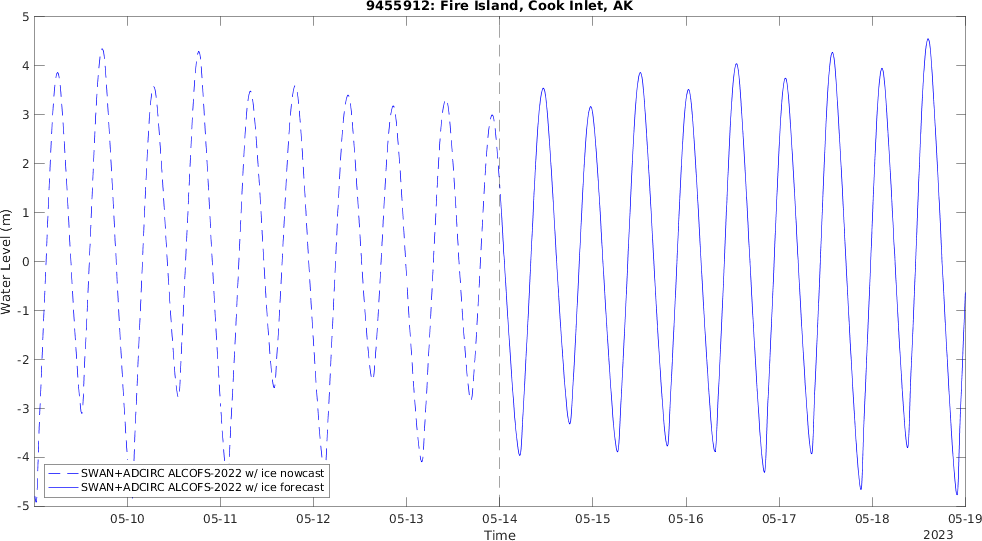 9455912: Fire Island, Cook Inlet, AK
5
4
3
2
1
0
-1
-2
-3
-4
-5
Water Level (m)
SWAN+ADCIRC ALCOFS-2022 w/ ice nowcast
SWAN+ADCIRC ALCOFS-2022 w/ ice forecast
05-10 05-11 05-12 05-13 05-14 05-15 05-16 05-17 05-18 05-19
Time
2023